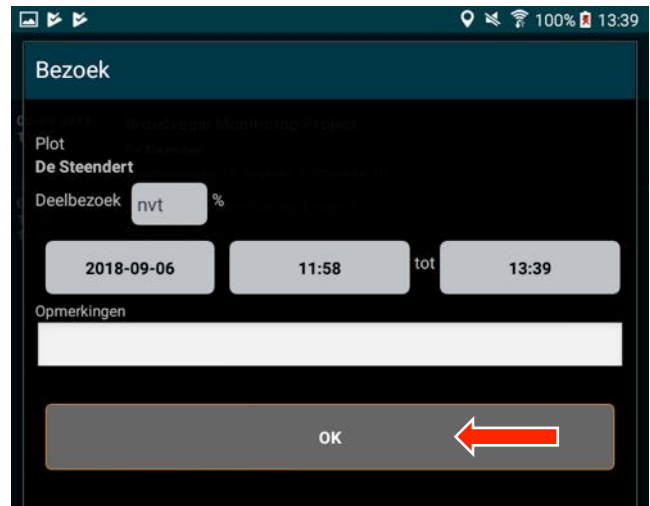 100% 13:39
Bezoek
Plot
De Steendert
Deelbezoek nvt %
2018-09-06 11:58 tot 13:39
Opmerkingen
OK